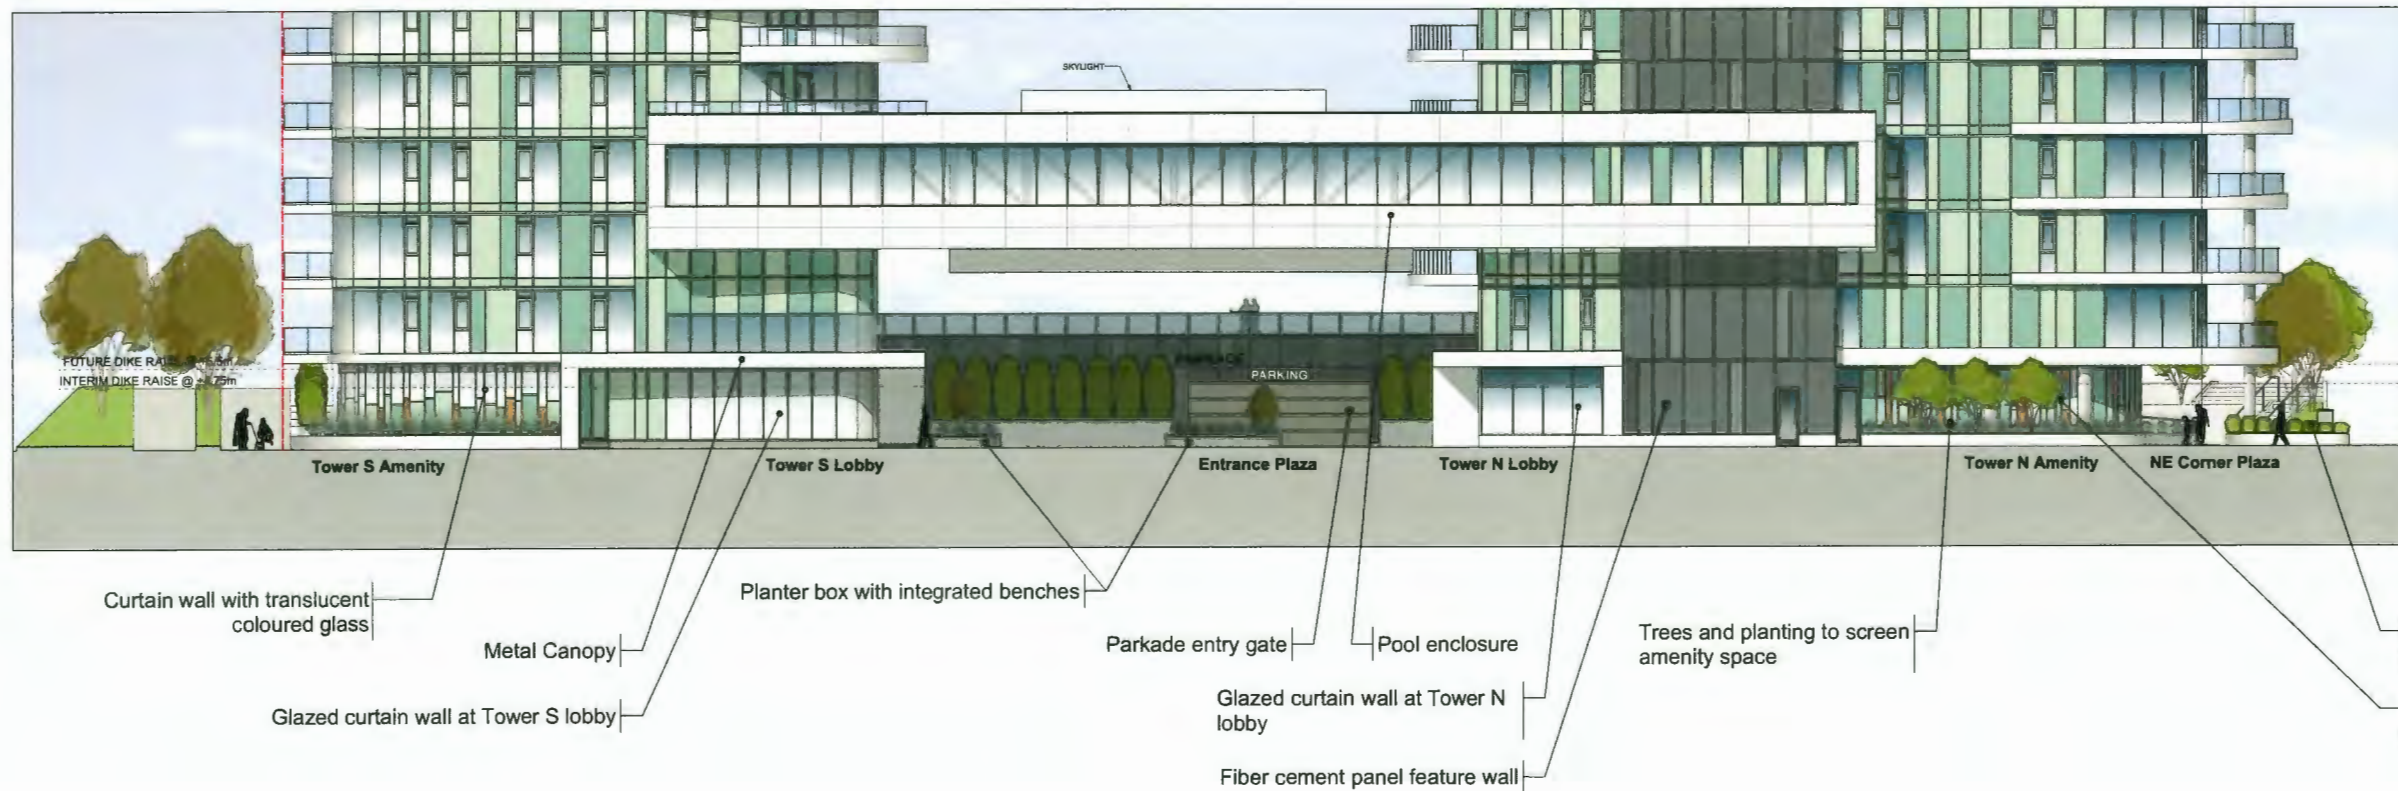 SKYLIGHT
FUTURE DIKE
INTERIM DIKE RAISE @
PARKING
Tower S Amenity
Tower S Lobby
Entrance Plaza
Tower N Lobby
Tower N Amenity
NE Corner Plaza
Curtain wall with translucent
coloured glass
Metal Canopy
Glazed curtain wall at Tower S lobby
Planter box with integrated benches
Parkade entry gate
Pool enclosure
Glazed curtain wall at Tower N
lobby
Fiber cement panel feature wall
Trees and planting to screen
amenity space